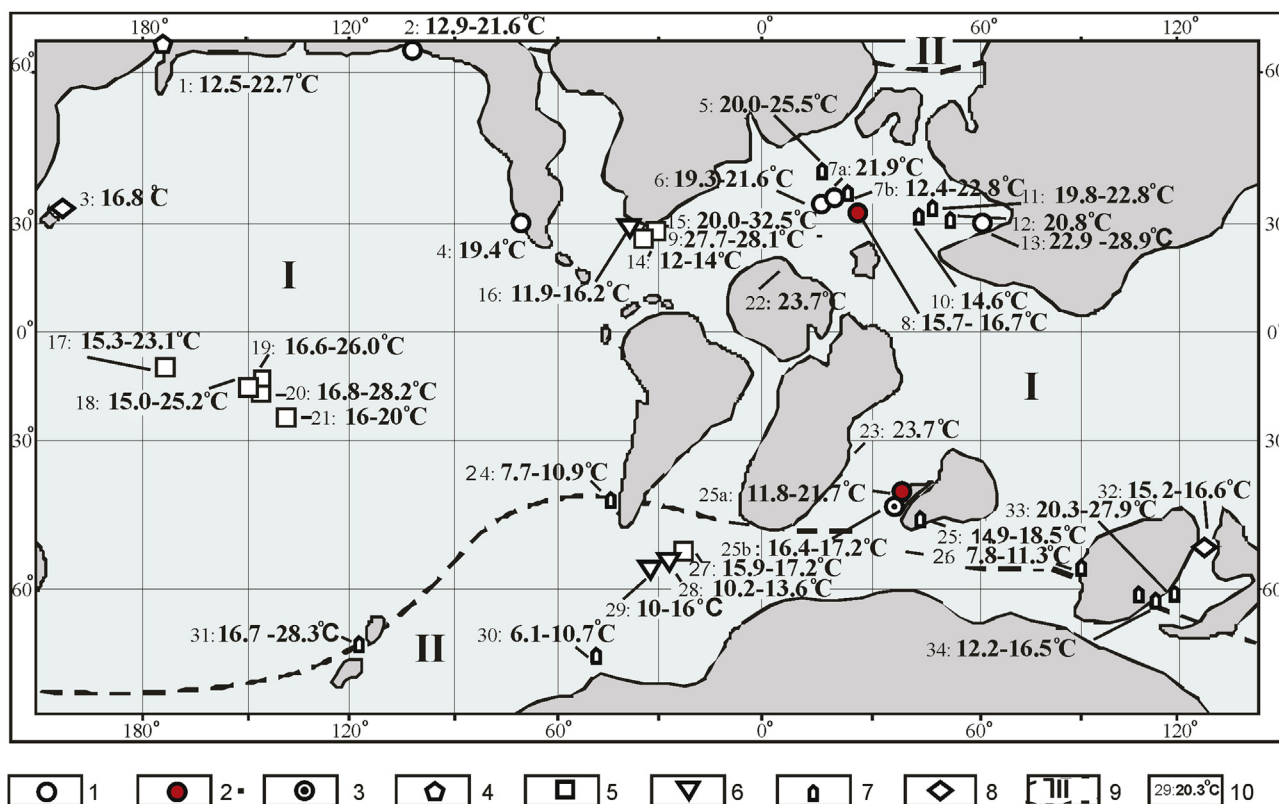 180° 120° 0° 60° 120°
2: 12.9-21.6°C
II
60° 60
1: 12.5-22.7°C
5: 20.0-25.5°C
7a: 21.9°C
6: 19.3-21.6°C
7b: 12.4-22.8°C
11: 19.8-22.8°C
3: 16.8°C
30° 30
15: 20.0-32.5°C
12: 20.8°C
4: 19.4°C
9: 27.7-28.1°C
13: 22.9-28.9°C
14: 12-14°C
I
16: 11.9-16.2°C
22: 23.7°C
10: 14.6°C
8: 15.7- 16.7°C
0° 0°
17: 15.3-23.1°C
19: 16.6-26.0°C
I
18: 15.0-25.2°C
20: 16.8-28.2°C
21: 16-20°C
30° 30
23: 23.7°C
24: 7.7-10.9°C
25a: 11.8-21.7°C
32: 15.2-16.6°C
33: 20.3-27.9°C
25b: 16.4-17.2°C
25: 14.9-18.5°C
26 7.8-11.3°C
27: 15.9-17.2°C
28: 10.2-13.6°C
60 60
29: 10-16°C
31: 16.7 -28.3°C
30: 6.1-10.7°C
II
34: 12.2-16.5°C
180° 120° 60° 0° 60° 120°
1 2 3 4 5 6 7 8 II 9 29:20.3°C 10